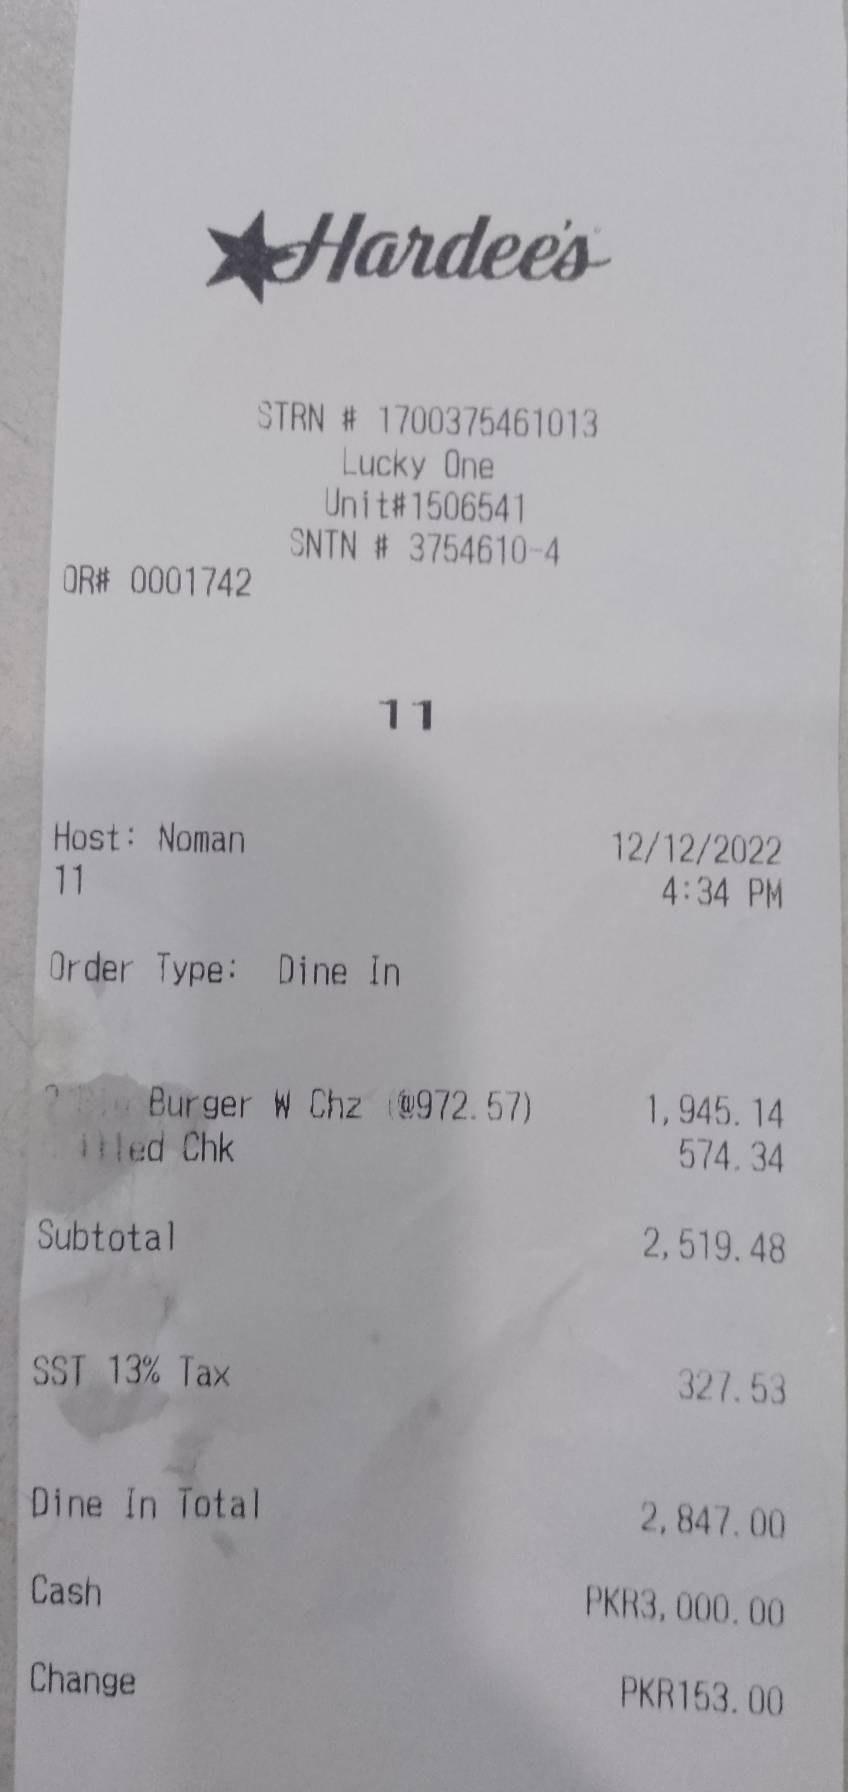 Hardee's
STRN # 1700375461013
Lucky One
Unit#1506541
SNTN # 3754610-4
OR# 0001742
11
Host: Noman 12/12/2022
11 4:34 PM
Order Type: Dine In
Burger W Chz (@972.57) 1,945.14
Chk 574.34
Subtotal 2,519.48
SST 13% Tax 327.53
Dine In Total 2,847.00
Cash PKR3,000.00
Change PKR153.00